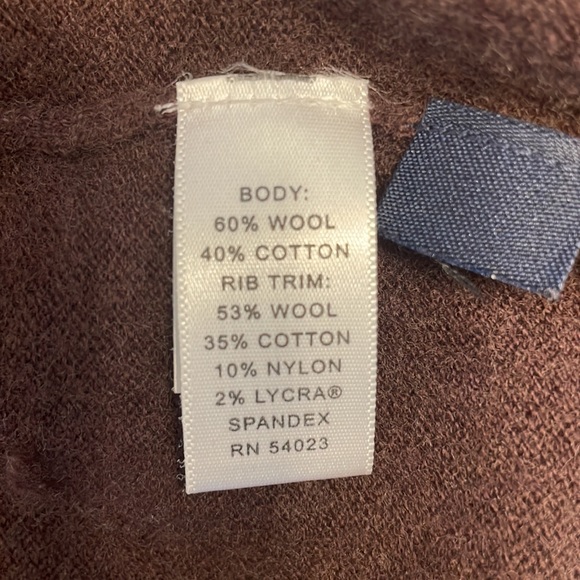 BODY:
60% WOOL
40% COTTON
RIB TRIM:
53% WOOL
35% COTTON
10% NYLON
2% LYCRA®
SPANDEX
RN 54023